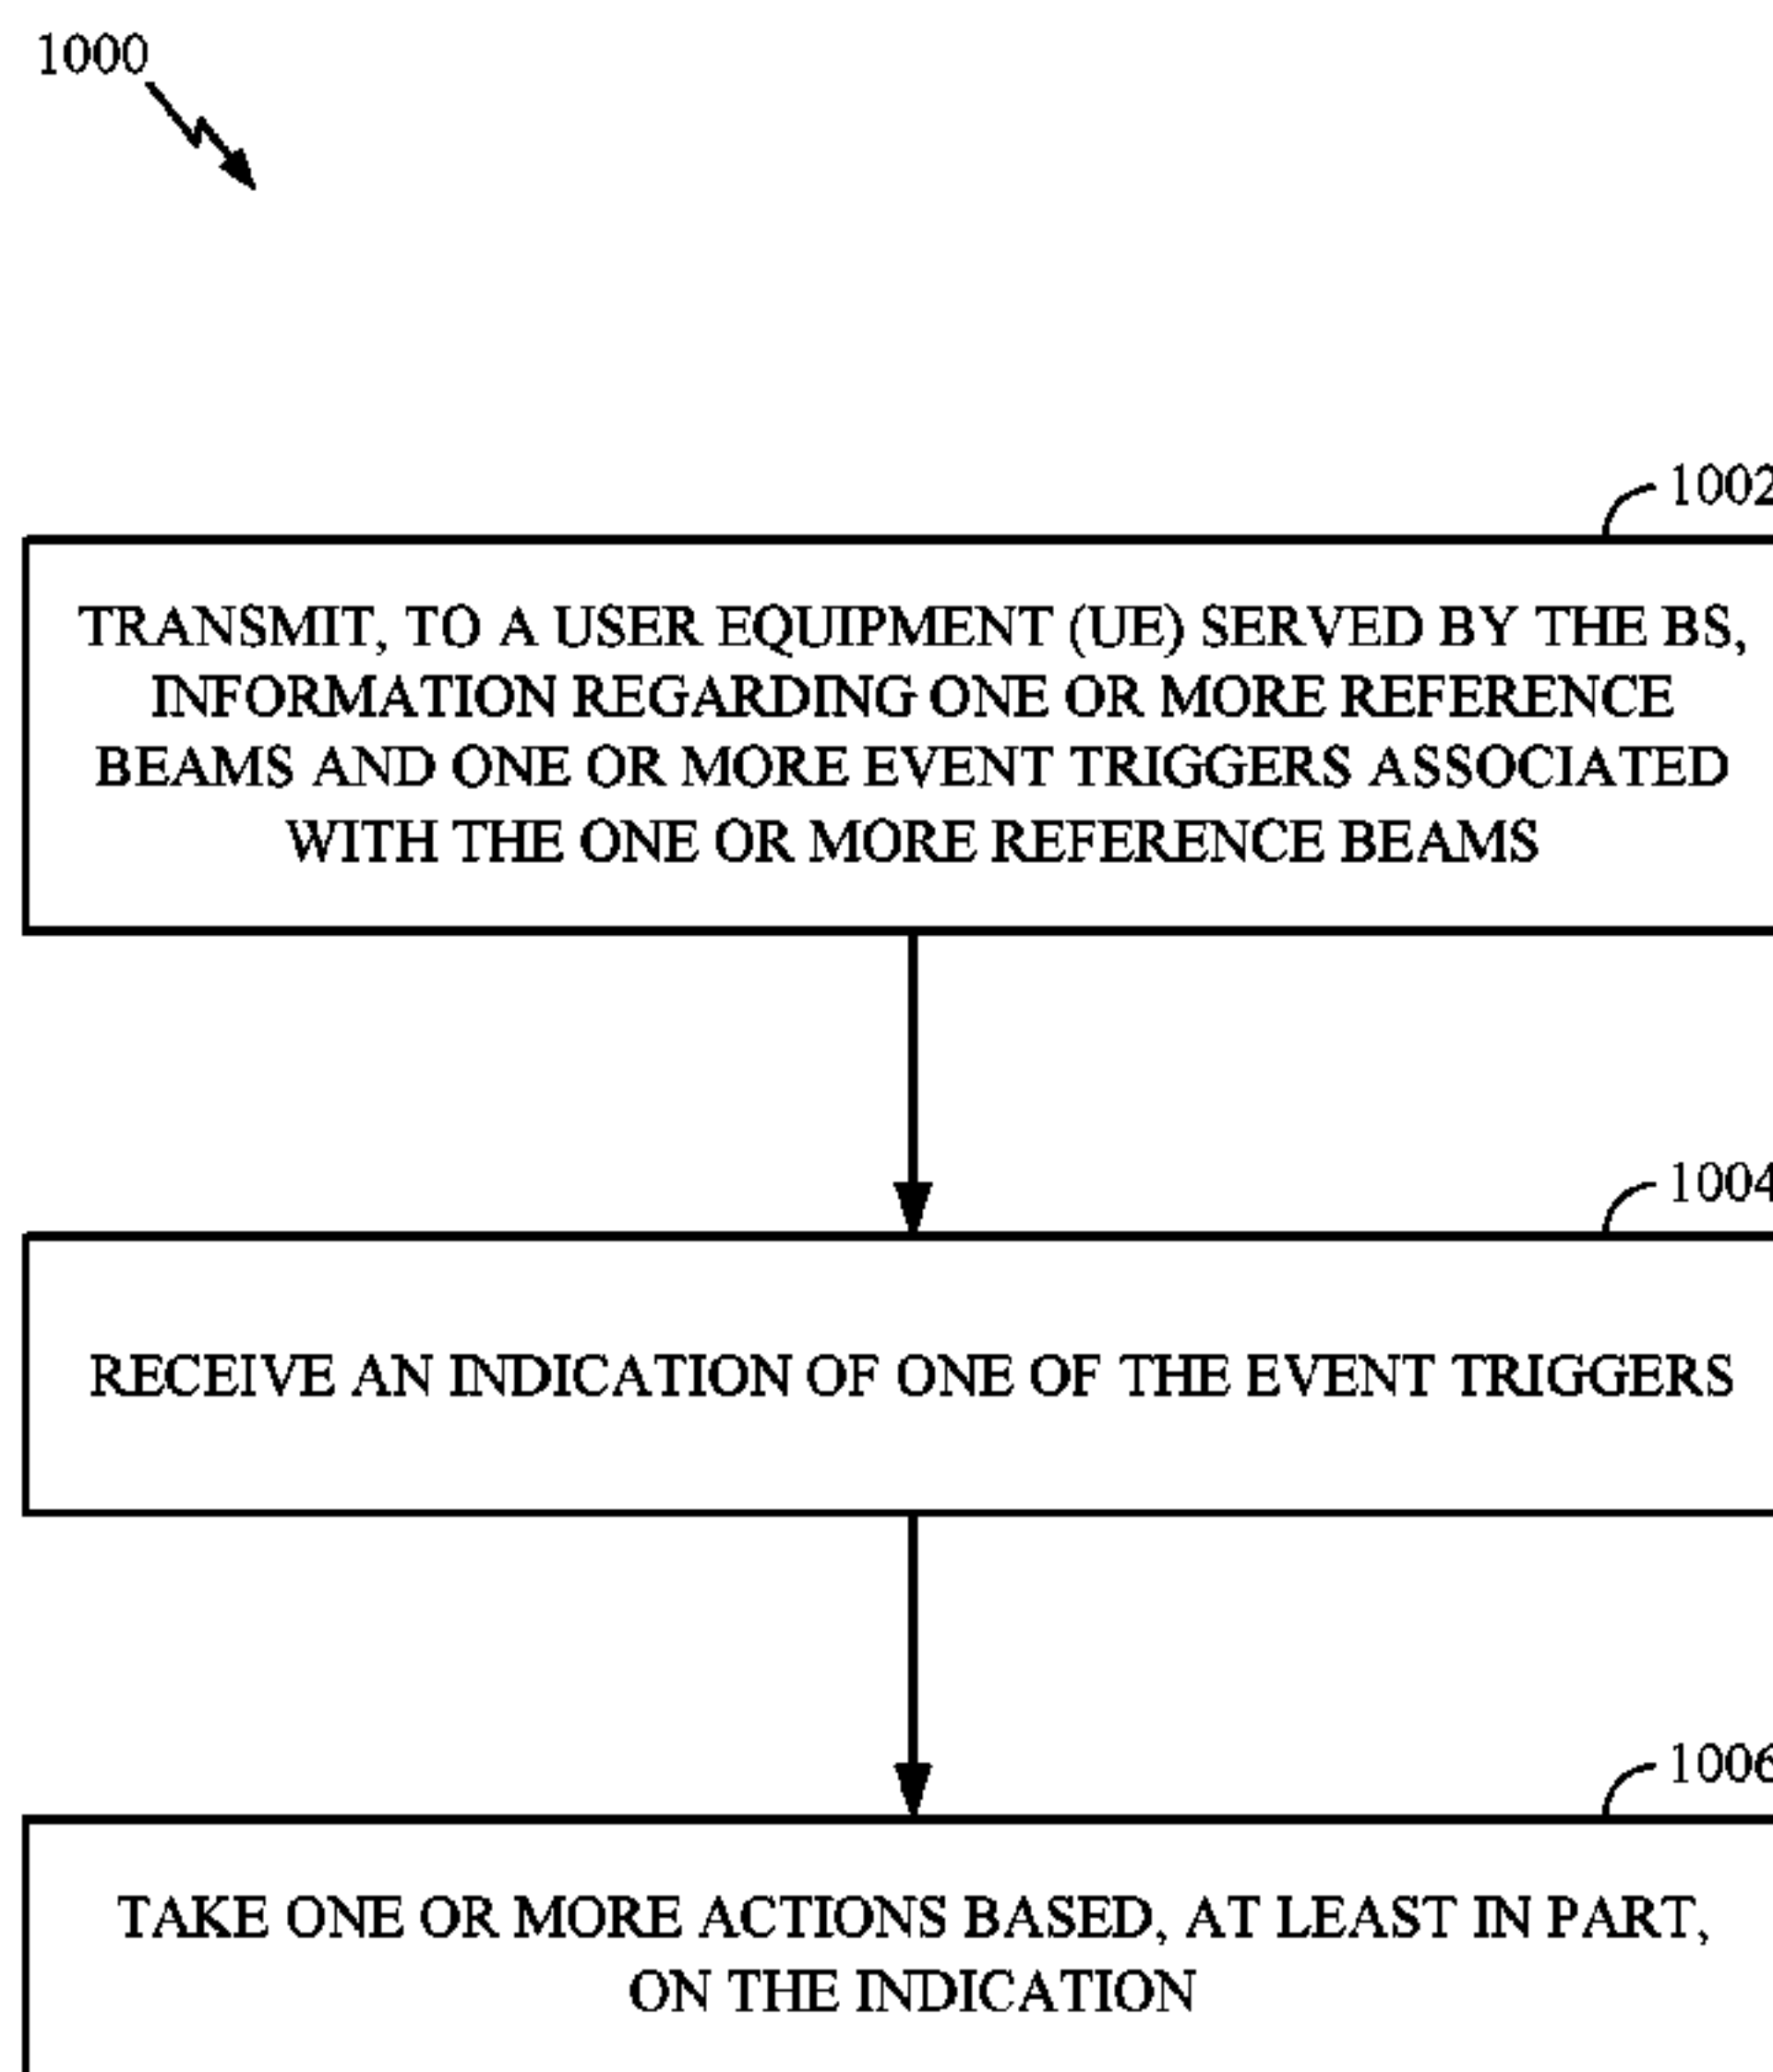 1000
1002
TRANSMIT, TO A USER EQUIPMENT (UE) SERVED BY THE BS,
INFORMATION REGARDING ONE OR MORE REFERENCE
BEAMS AND ONE OR MORE EVENT TRIGGERS ASSOCIATED
WITH THE ONE OR MORE REFERENCE BEAMS
1004
RECEIVE AN INDICATION OF ONE OF THE EVENT TRIGGERS
1006
TAKE ONE OR MORE ACTIONS BASED, AT LEAST IN PART,
ON THE INDICATION